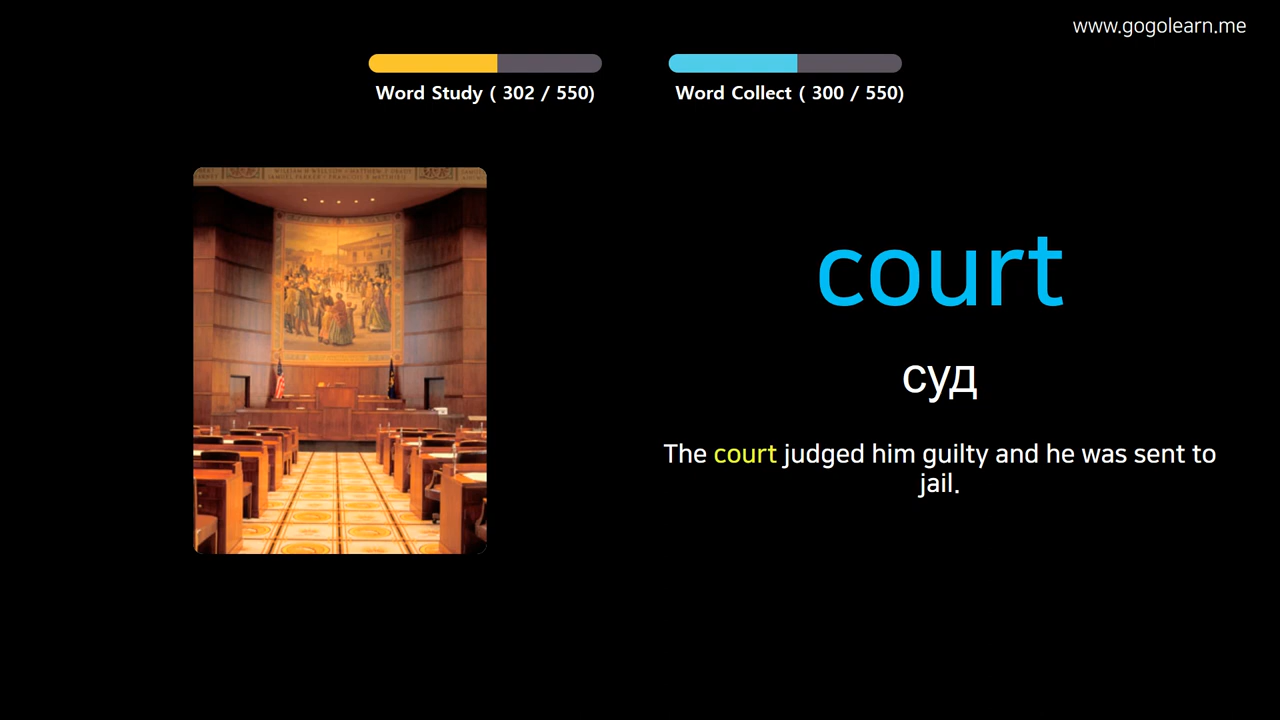 www.gogolearn.me
Word Study ( 302 / 550)
Word Collect ( 300 / 550)
court
суд
The court judged him guilty and he was sent to
jail.